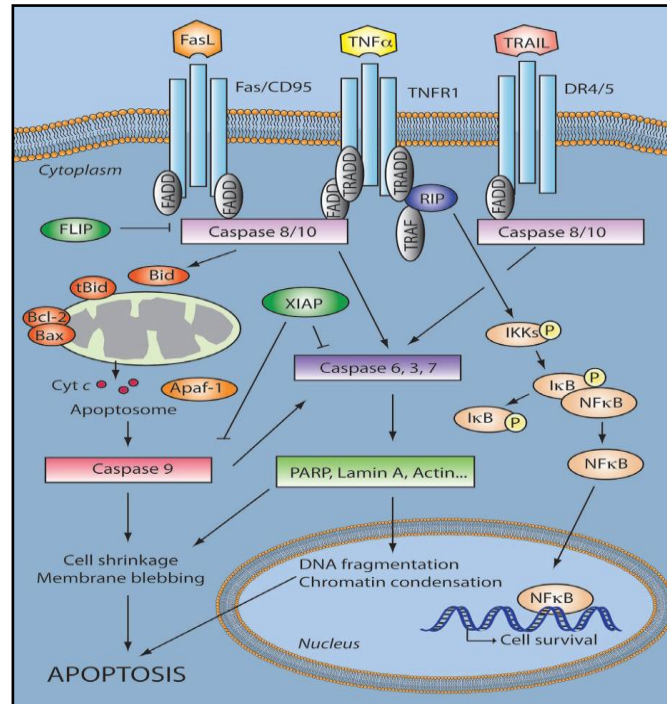 FasL
TNFα
TRAIL
Fas/CD95
TNFR1
DR4/5
Cytoplasm
FADD
FADD
FADD
TRADD
TRADD
FADD
RIP
TRAF
FLIP
Caspase 8/10
Caspase 8/10
Bid
tBid
Bcl-2
Bax
XIAP
IKKs P
Cyt c
Apaf-1
Caspase 6, 3, 7
IκB P
NFκB
IκB P
Apoptosome
NFκB
Caspase 9
PARP, Lamin A, Actin...
Cell shrinkage
Membrane blebbing
DNA fragmentation
Chromatin condensation
NFκB
Cell survival
Nucleus
APOPTOSIS